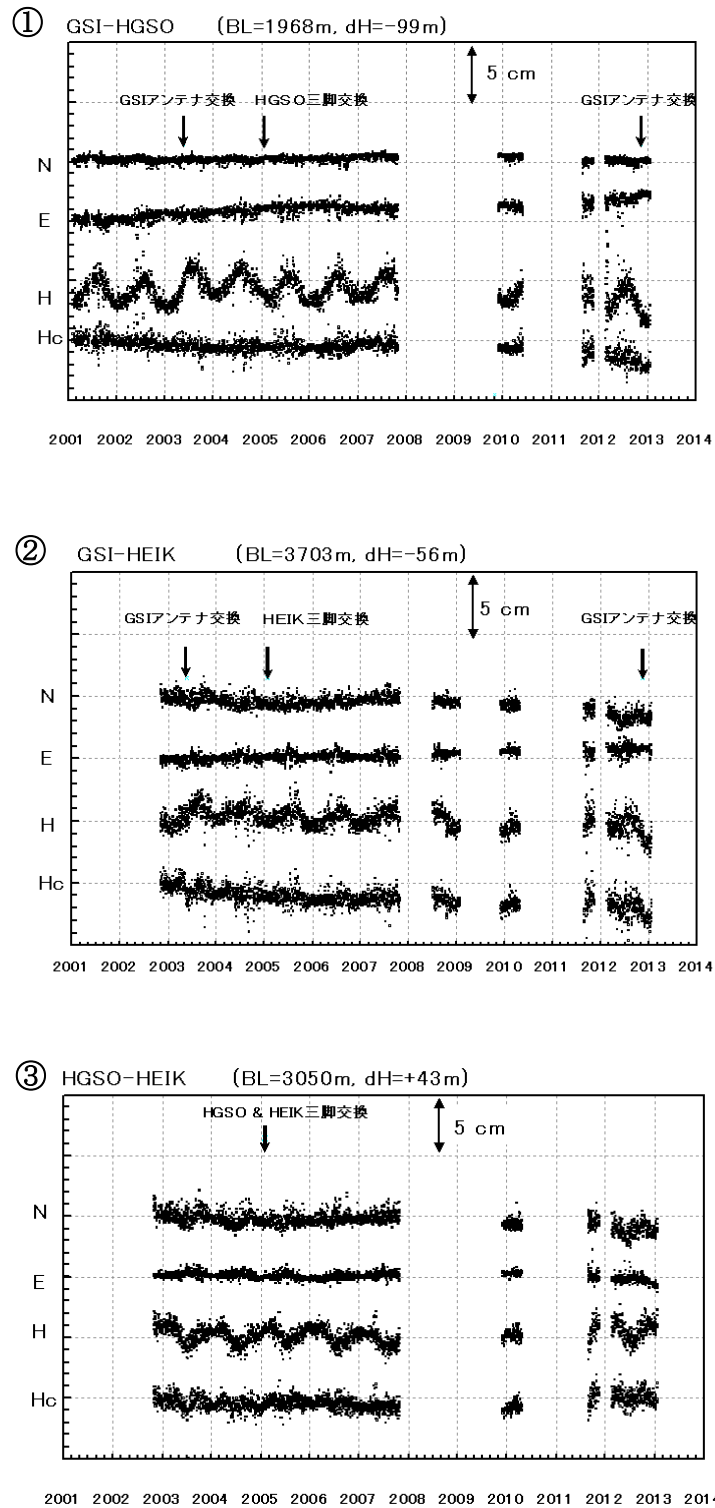 ① GSI-HGSO (BL=1968m, dH=-99m)
5 cm
GSIアンテナ交換 HGSO三脚交換 GSIアンテナ交換
N
E
H
Hc
2001 2002 2003 2004 2005 2006 2007 2008 2009 2010 2011 2012 2013 2014
② GSI-HEIK (BL=3703m, dH=-56m)
5 cm
GSIアンテナ交換 HEIK三脚交換 GSIアンテナ交換
N
E
H
Hc
2001 2002 2003 2004 2005 2006 2007 2008 2009 2010 2011 2012 2013 2014
③ HGSO-HEIK (BL=3050m, dH=+43m)
HGSO & HEIK三脚交換
5 cm
N
E
H
Hc
2001 2002 2003 2004 2005 2006 2007 2008 2009 2010 2011 2012 2013 2014